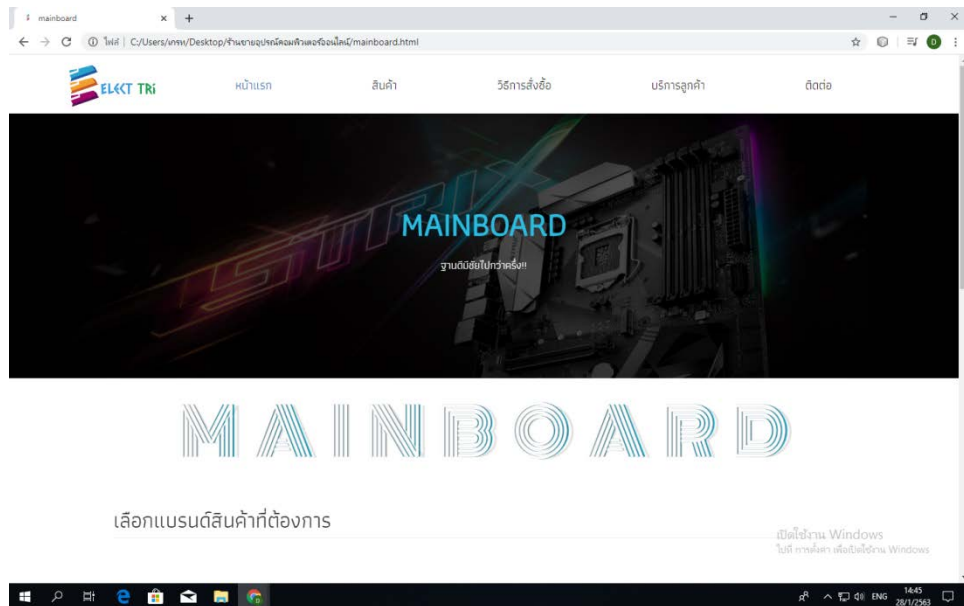 mainboard
ไฟล์ | C:/Users/เกรพ/Desktop/ร้านขายอุปรณ์คอมพิวเตอร์ออนไลน์/mainboard.html
D
ELECT TRi
หน้าแรก สินค้า วิธีการสั่งซื้อ บริการลูกค้า ติดต่อ
STRIX
MAINBOARD
ฐานดีมีชัยไปกว่าครึ่ง!!
MAINBOARD
เลือกแบรนด์สินค้าที่ต้องการ
เปิดใช้งาน Windows
ไปที่ การตั้งค่า เพื่อเปิดใช้งาน Windows
ENG
14:45
28/1/2563